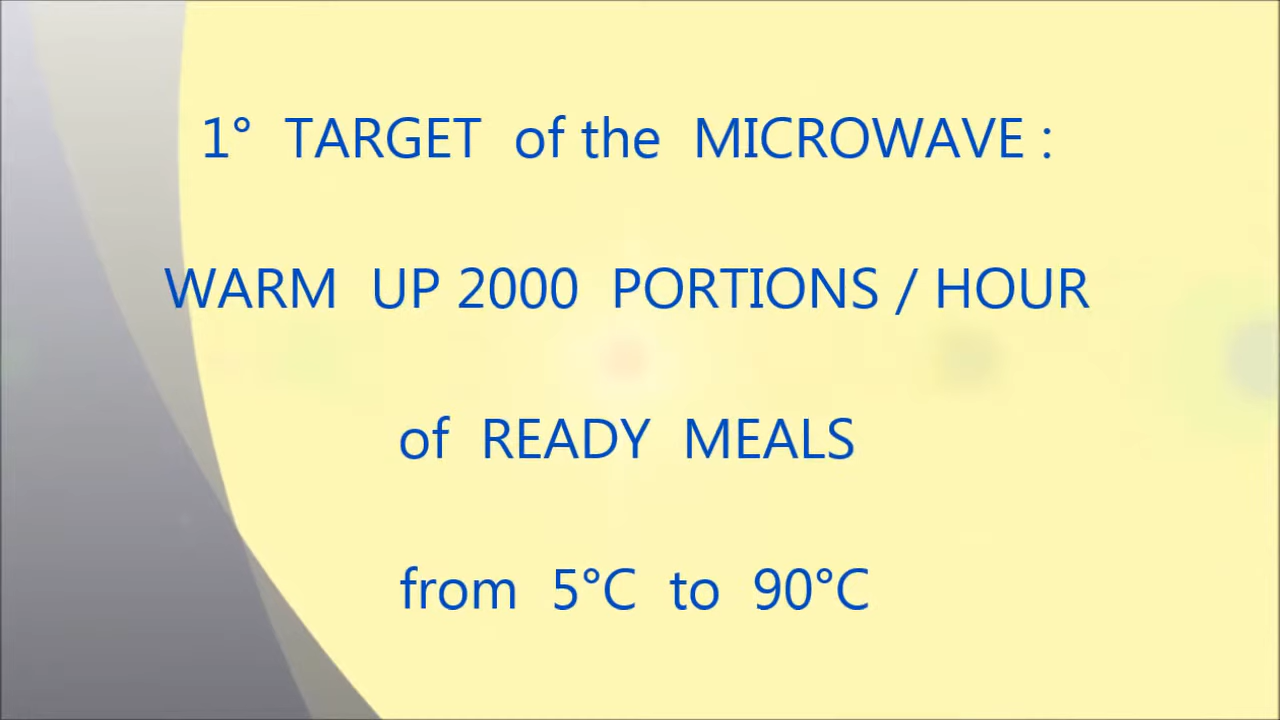 1° TARGET of the MICROWAVE :
WARM UP 2000 PORTIONS / HOUR
of READY MEALS
from 5°C to 90°C